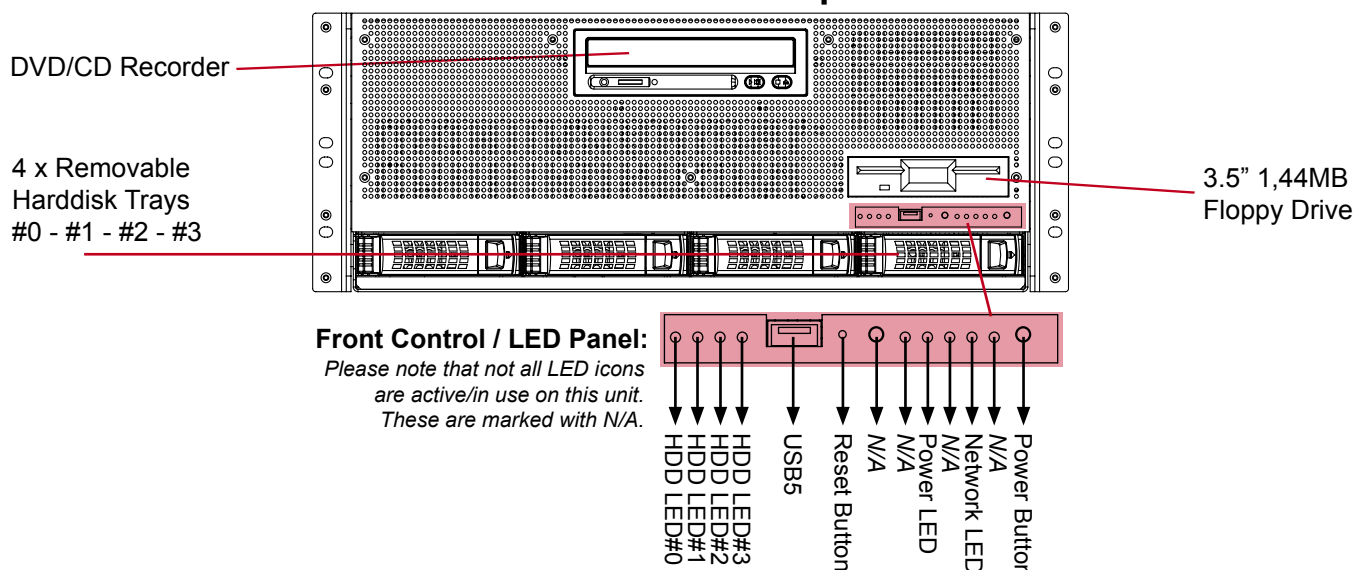 DVD/CD Recorder
4 x Removable
Harddisk Trays
#0 - #1 - #2 - #3
3.5” 1,44MB
Floppy Drive
Front Control / LED Panel:
Please note that not all LED icons
are active/in use on this unit.
These are marked with N/A.
HDD LED#0
HDD LED#1
HDD LED#2
HDD LED#3
USB5
Reset Button
N/A
N/A
Power LED
N/A
Network LED
N/A
Power Button